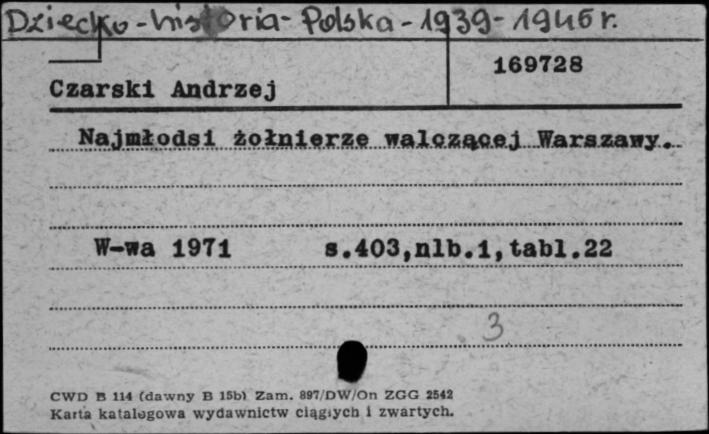 Dziecko - historia - Polska - 1939 - 1945 r.
169728
Czarski Andrzej
Najmłodsi żołnierze walczącej Warszawy.
W-wa 1971 s.403,nlb.1,tabl.22
3
CWD B 114 (dawny B 15b) Zam. 897/DW/On ZGG 2542
Karta katalogowa wydawnictw ciągłych i zwartych.